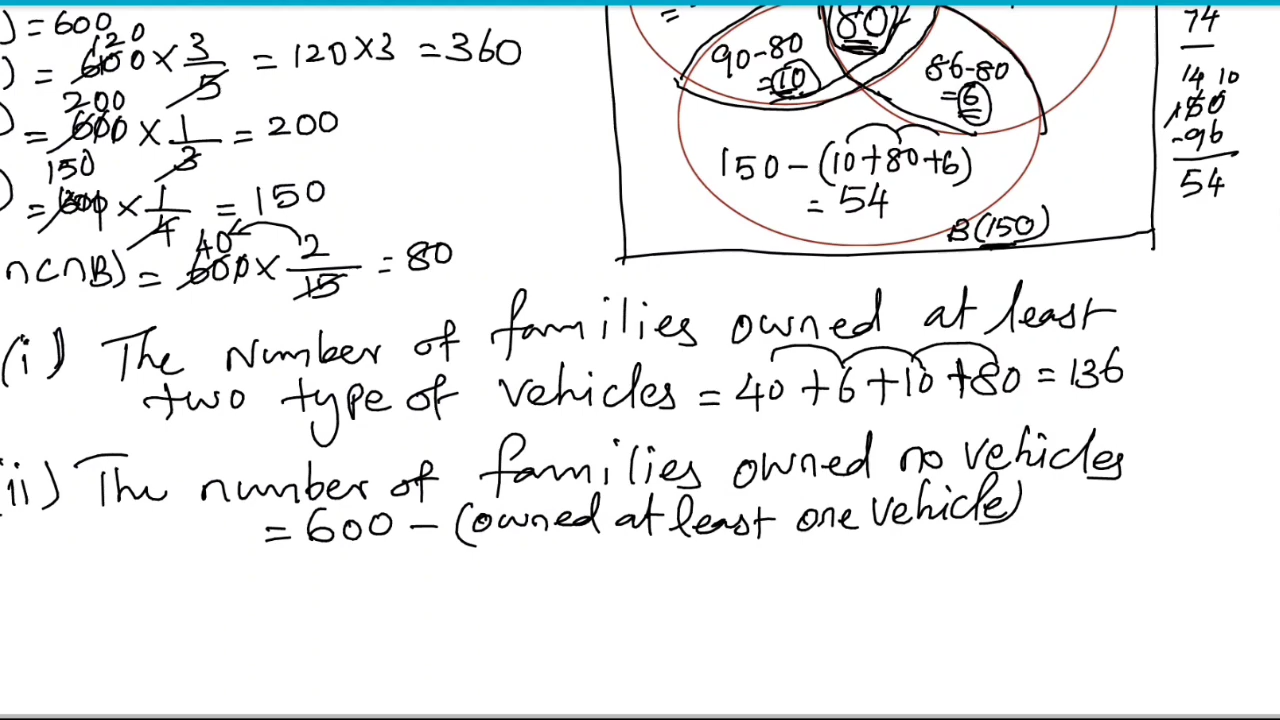 ) = 600
) = 600 × 3/5 = 120×3 = 360
120
) = 600 × 1/3 = 200
200
) = 600 × 1/4 = 150
150
∩C∩B) = 600 × 2/15 = 80
40
80
90-80
=10
86-80
=6
150-(10+80+6)
= 54
B(150)
74
14 10
150
-96
54
(i) The Number of families owned at least
two type of vehicles = 40+6+10+80 = 136
(ii) The number of families owned no vehicles
= 600 - (owned at least one vehicle)